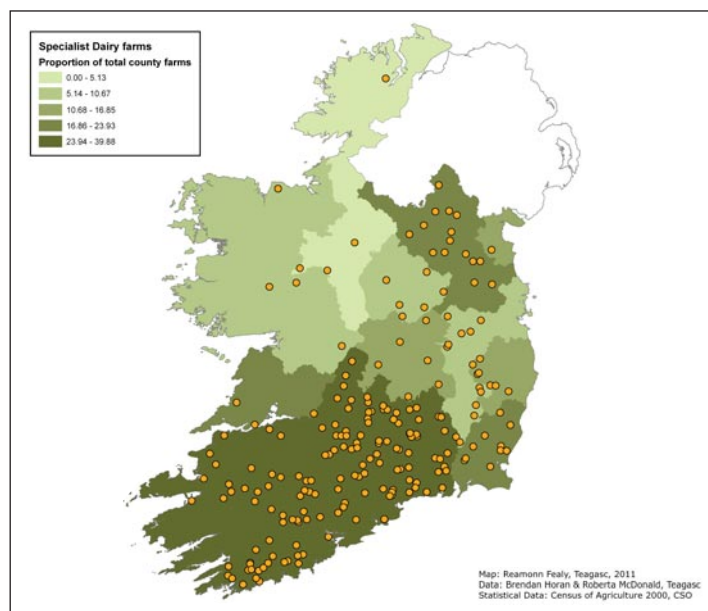 Specialist Dairy farms
Proportion of total county farms
0.00 - 5.13
5.14 - 10.67
10.68 - 16.85
16.86 - 23.93
23.94 - 39.88
Map: Reamonn Fealy, Teagasc, 2011
Data: Brendan Horan & Roberta McDonald, Teagasc
Statistical Data: Census of Agriculture 2000, CSO